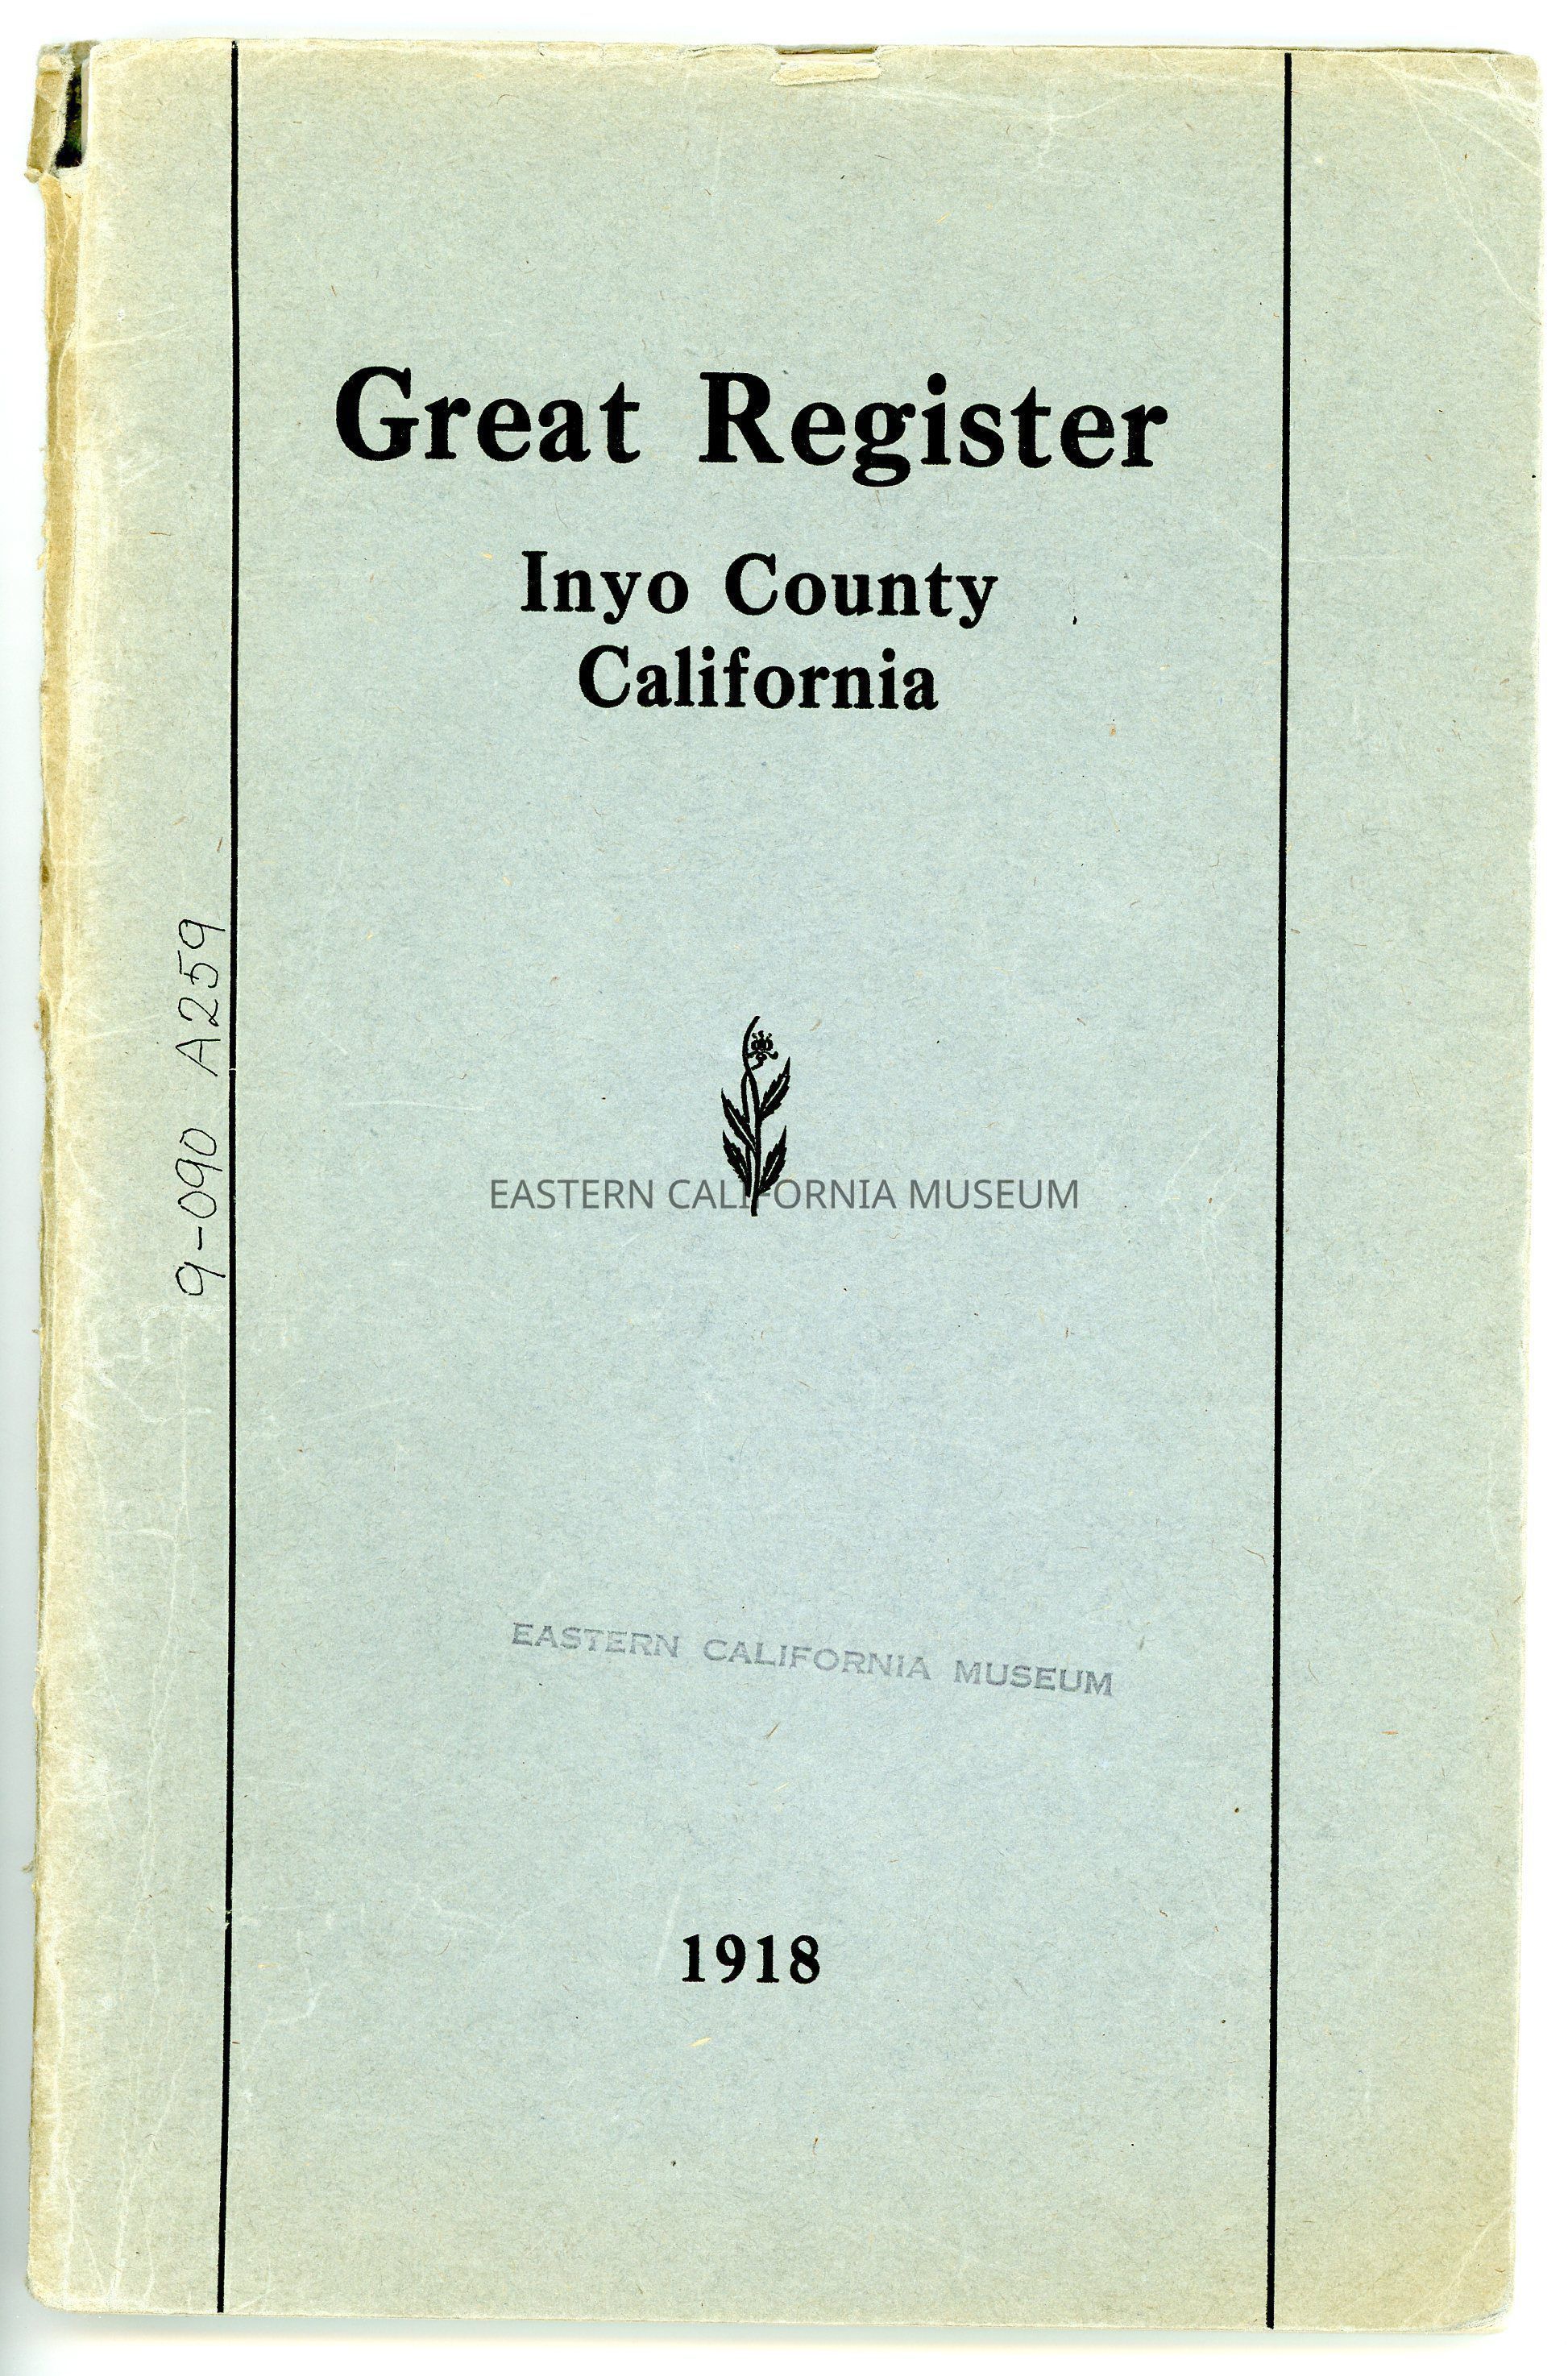 Great Register
Inyo County
California
9-090 A259
EASTERN CALIFORNIA MUSEUM
EASTERN CALIFORNIA MUSEUM
1918